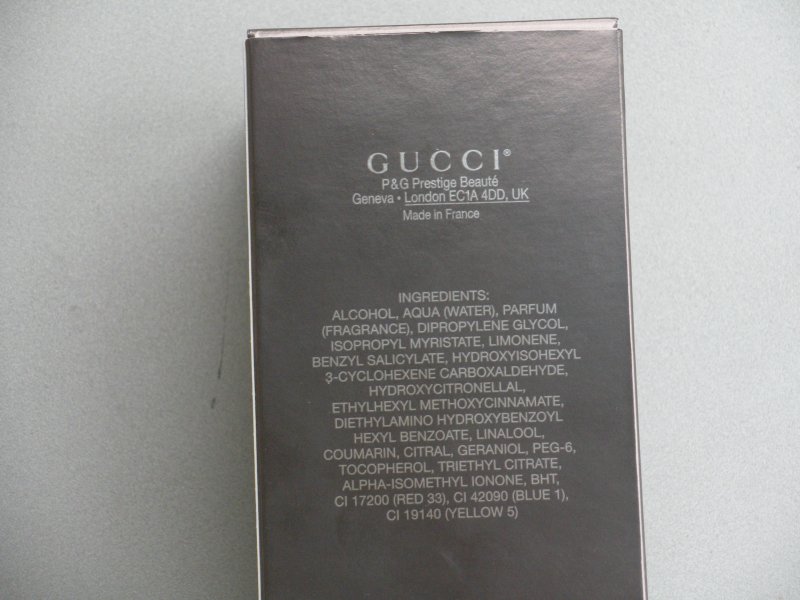 GUCCI®
P&G Prestige Beauté
Geneva • London EC1A 4DD, UK
Made in France
INGREDIENTS:
ALCOHOL, AQUA (WATER), PARFUM
(FRAGRANCE), DIPROPYLENE GLYCOL,
ISOPROPYL MYRISTATE, LIMONENE,
BENZYL SALICYLATE, HYDROXYISOHEXYL
3-CYCLOHEXENE CARBOXALDEHYDE,
HYDROXYCITRONELLAL,
ETHYLHEXYL METHOXYCINNAMATE,
DIETHYLAMINO HYDROXYBENZOYL
HEXYL BENZOATE, LINALOOL,
COUMARIN, CITRAL, GERANIOL, PEG-6,
TOCOPHEROL, TRIETHYL CITRATE,
ALPHA-ISOMETHYL IONONE, BHT,
CI 17200 (RED 33), CI 42090 (BLUE 1),
CI 19140 (YELLOW 5)